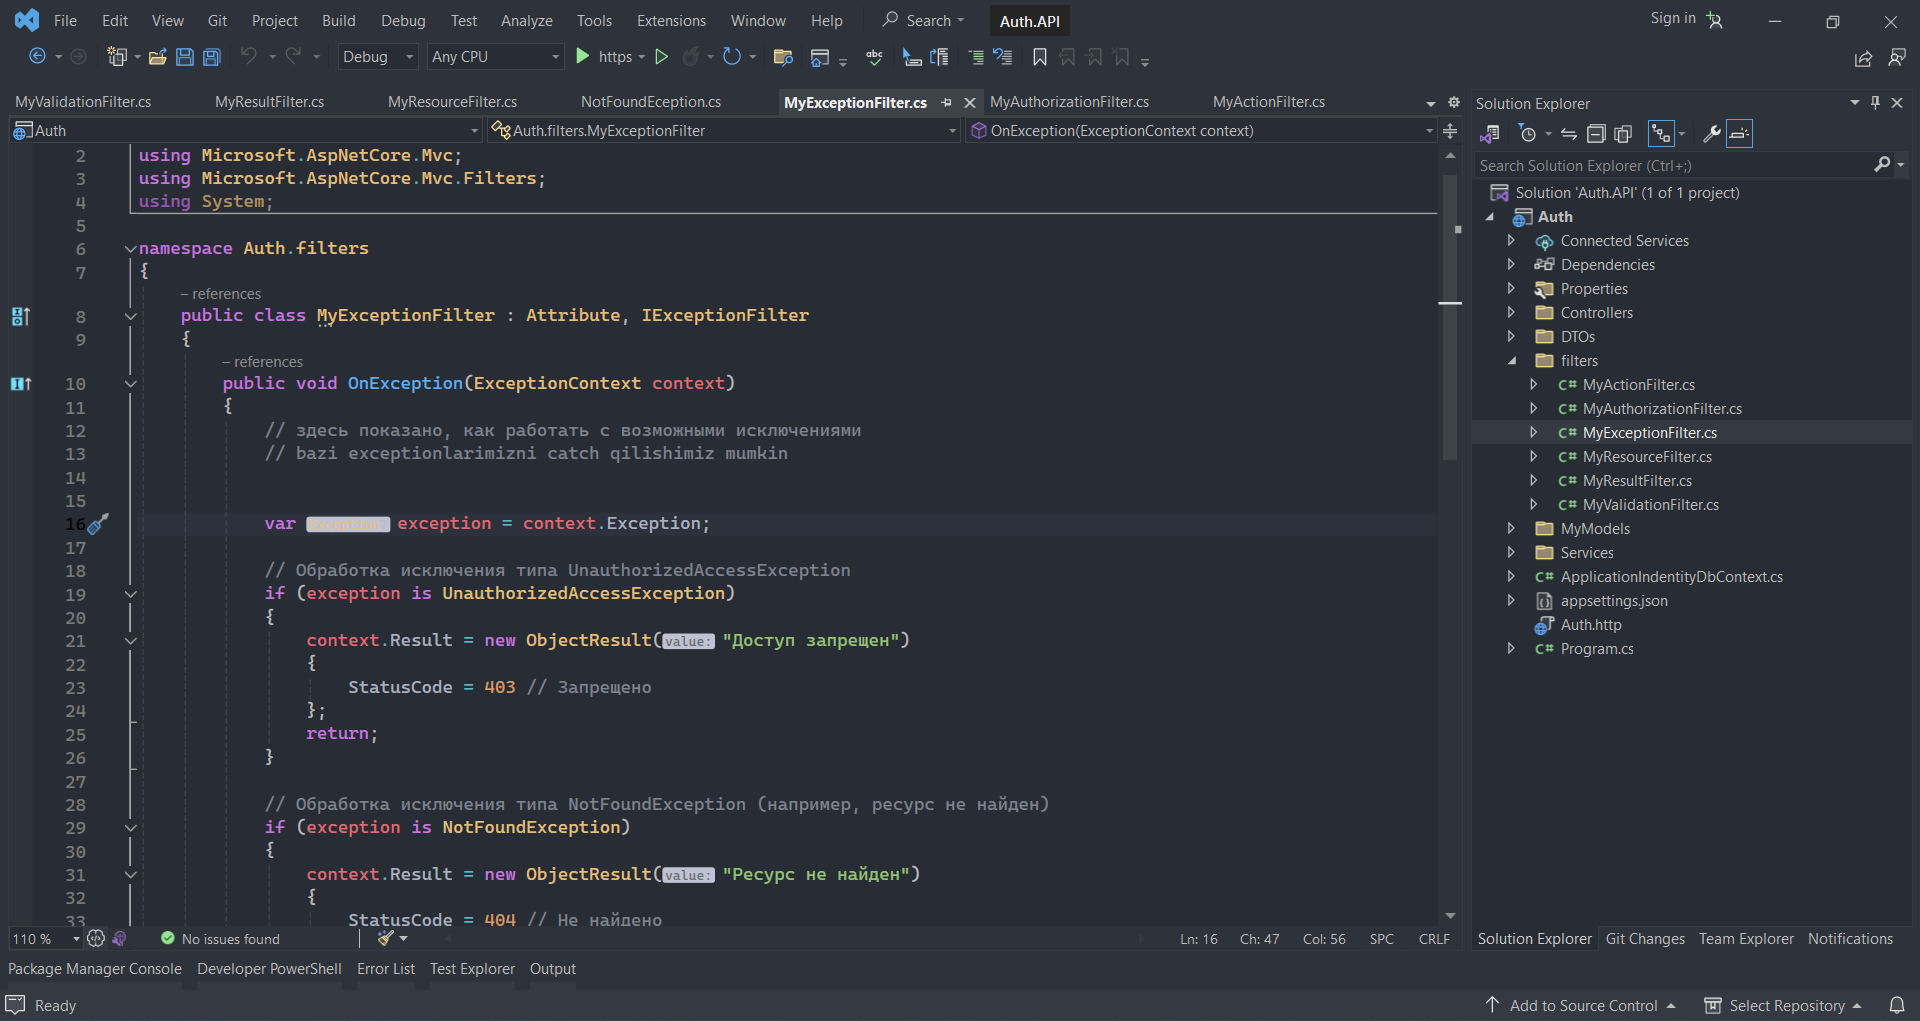 File Edit View Git Project Build Debug Test Analyze Tools Extensions Window Help Search Auth.API Sign in
Debug Any CPU https
MyValidationFilter.cs MyResultFilter.cs MyResourceFilter.cs NotFoundEception.cs MyExceptionFilter.cs MyAuthorizationFilter.cs MyActionFilter.cs
Auth Auth.filters.MyExceptionFilter OnException(ExceptionContext context)
2 using Microsoft.AspNetCore.Mvc;
3 using Microsoft.AspNetCore.Mvc.Filters;
4 using System;
5
6 namespace Auth.filters
7 {
– references
8 public class MyExceptionFilter : Attribute, IExceptionFilter
9 {
– references
10 public void OnException(ExceptionContext context)
11 {
12 // здесь показано, как работать с возможными исключениями
13 // bazi exceptionlarimizni catch qilishimiz mumkin
14
15
16 var Exception? exception = context.Exception;
17
18 // Обработка исключения типа UnauthorizedAccessException
19 if (exception is UnauthorizedAccessException)
20 {
21 context.Result = new ObjectResult(value: "Доступ запрещен")
22 {
23 StatusCode = 403 // Запрещено
24 };
25 return;
26 }
27
28 // Обработка исключения типа NotFoundException (например, ресурс не найден)
29 if (exception is NotFoundException)
30 {
31 context.Result = new ObjectResult(value: "Ресурс не найден")
32 {
33 StatusCode = 404 // Не найдено
110 % No issues found Ln: 16 Ch: 47 Col: 56 SPC CRLF
Solution Explorer
Search Solution Explorer (Ctrl+;)
Solution 'Auth.API' (1 of 1 project)
Auth
Connected Services
Dependencies
Properties
Controllers
DTOs
filters
C# MyActionFilter.cs
C# MyAuthorizationFilter.cs
C# MyExceptionFilter.cs
C# MyResourceFilter.cs
C# MyResultFilter.cs
C# MyValidationFilter.cs
MyModels
Services
C# ApplicationIndentityDbContext.cs
appsettings.json
Auth.http
C# Program.cs
Solution Explorer Git Changes Team Explorer Notifications
Package Manager Console Developer PowerShell Error List Test Explorer Output
Ready Add to Source Control Select Repository